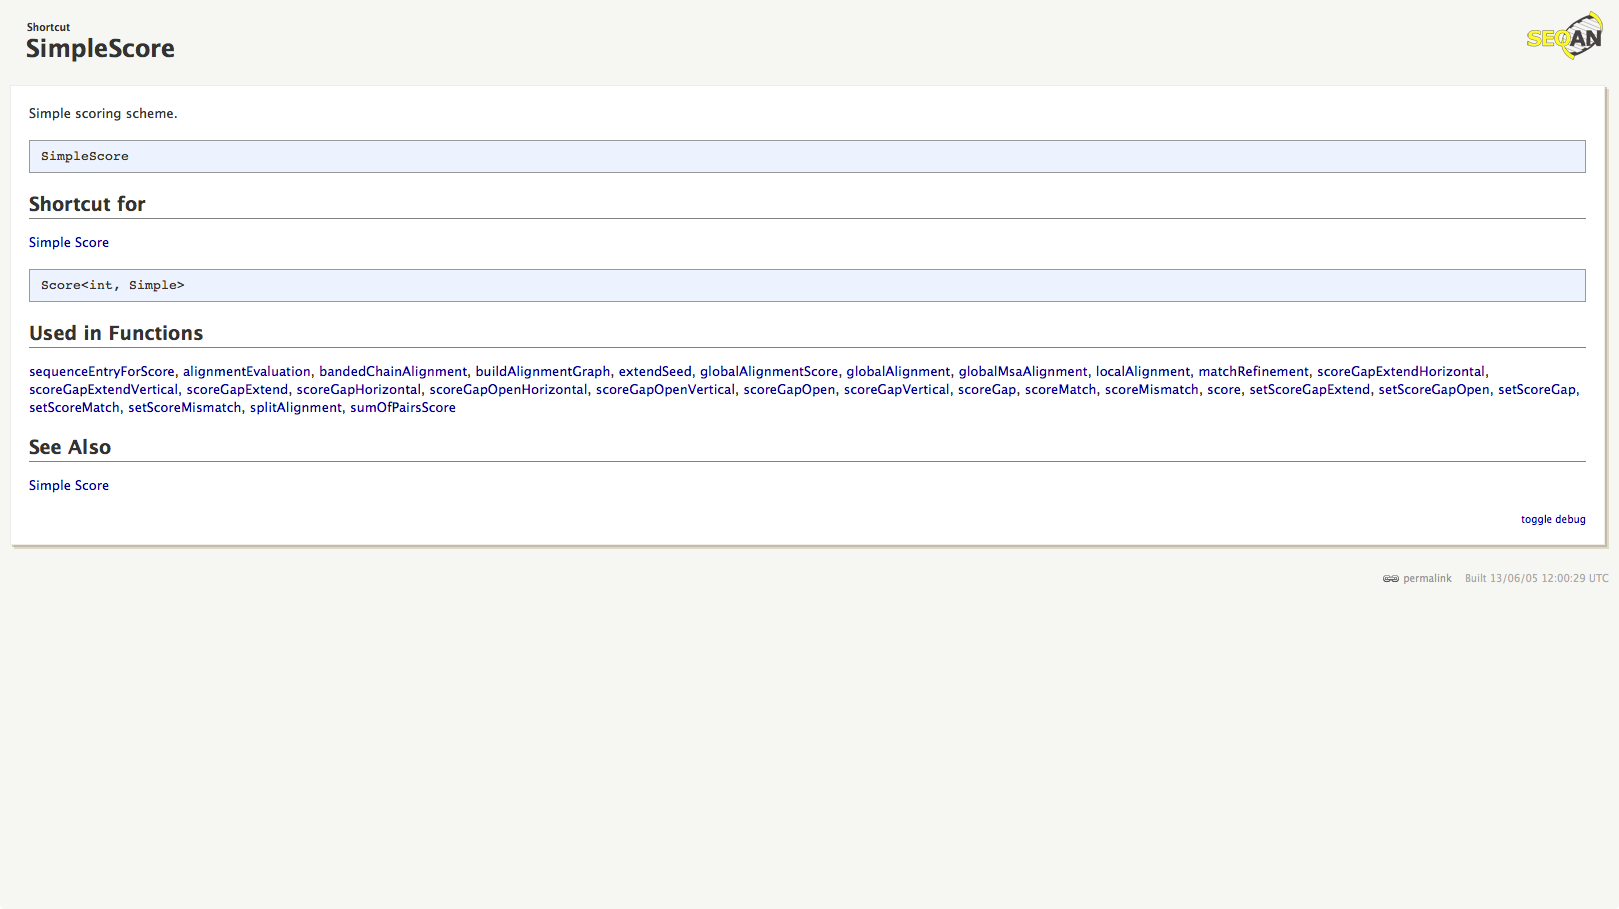 Shortcut
SimpleScore
SEQAN
Simple scoring scheme.
SimpleScore
Shortcut for
Simple Score
Score<int, Simple>
Used in Functions
sequenceEntryForScore, alignmentEvaluation, bandedChainAlignment, buildAlignmentGraph, extendSeed, globalAlignmentScore, globalAlignment, globalMsaAlignment, localAlignment, matchRefinement, scoreGapExtendHorizontal,
scoreGapExtendVertical, scoreGapExtend, scoreGapHorizontal, scoreGapOpenHorizontal, scoreGapOpenVertical, scoreGapOpen, scoreGapVertical, scoreGap, scoreMatch, scoreMismatch, score, setScoreGapExtend, setScoreGapOpen, setScoreGap,
setScoreMatch, setScoreMismatch, splitAlignment, sumOfPairsScore
See Also
Simple Score
toggle debug
permalink Built 13/06/05 12:00:29 UTC